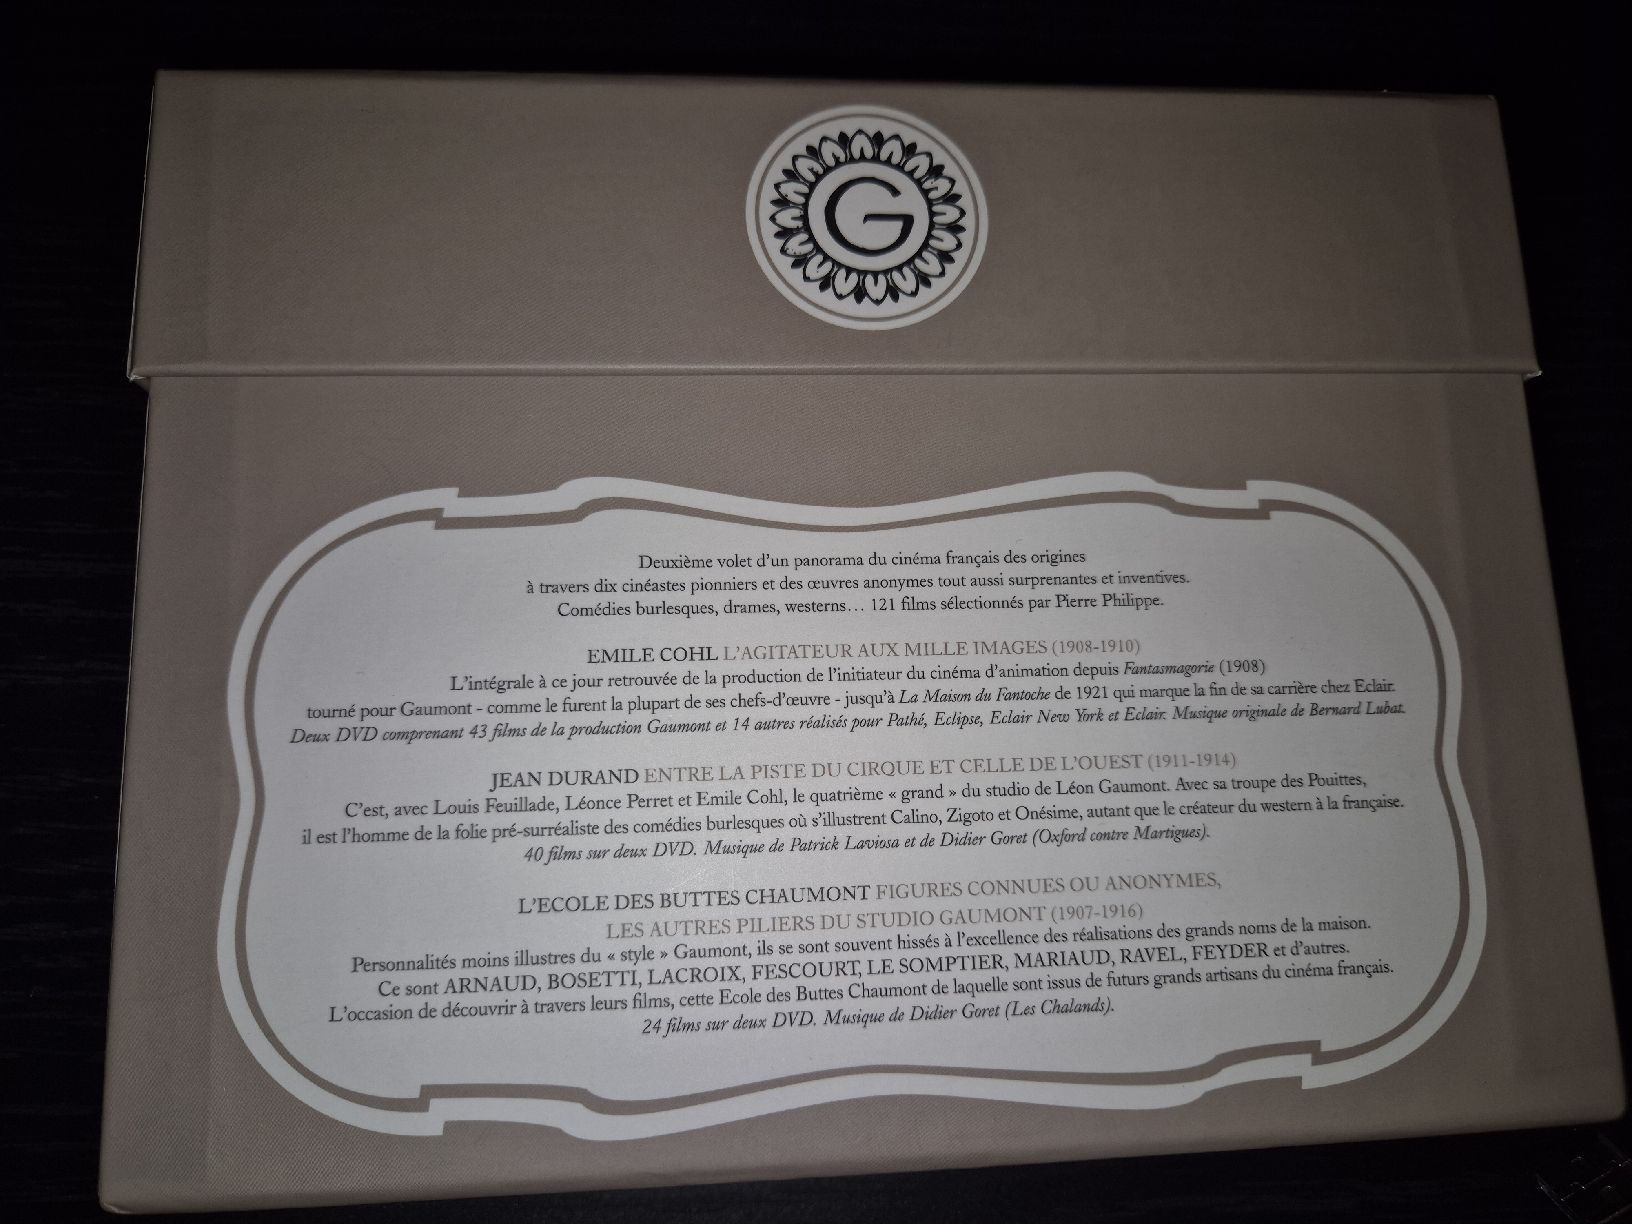 G
Deuxième volet d'un panorama du cinéma français des origines
à travers dix cinéastes pionniers et des œuvres anonymes tout aussi surprenantes et inventives.
Comédies burlesques, drames, westerns… 121 films sélectionnés par Pierre Philippe.
EMILE COHL L'AGITATEUR AUX MILLE IMAGES (1908-1910)
L'intégrale à ce jour retrouvée de la production de l'initiateur du cinéma d'animation depuis Fantasmagorie (1908)
tourné pour Gaumont - comme le furent la plupart de ses chefs-d'œuvre - jusqu'à La Maison du Fantoche de 1921 qui marque la fin de sa carrière chez Eclair.
Deux DVD comprenant 43 films de la production Gaumont et 14 autres réalisés pour Pathé, Eclipse, Eclair New York et Eclair. Musique originale de Bernard Lubat.
JEAN DURAND ENTRE LA PISTE DU CIRQUE ET CELLE DE L'OUEST (1911-1914)
C'est, avec Louis Feuillade, Léonce Perret et Emile Cohl, le quatrième « grand » du studio de Léon Gaumont. Avec sa troupe des Pouittes,
il est l'homme de la folie pré-surréaliste des comédies burlesques où s'illustrent Calino, Zigoto et Onésime, autant que le créateur du western à la française.
40 films sur deux DVD. Musique de Patrick Laviosa et de Didier Goret (Oxford contre Martigues).
L'ECOLE DES BUTTES CHAUMONT FIGURES CONNUES OU ANONYMES,
LES AUTRES PILIERS DU STUDIO GAUMONT (1907-1916)
Personnalités moins illustres du « style » Gaumont, ils se sont souvent hissés à l'excellence des réalisations des grands noms de la maison.
Ce sont ARNAUD, BOSETTI, LACROIX, FESCOURT, LE SOMPTIER, MARIAUD, RAVEL, FEYDER et d'autres.
L'occasion de découvrir à travers leurs films, cette Ecole des Buttes Chaumont de laquelle sont issus de futurs grands artisans du cinéma français.
24 films sur deux DVD. Musique de Didier Goret (Les Chalands).